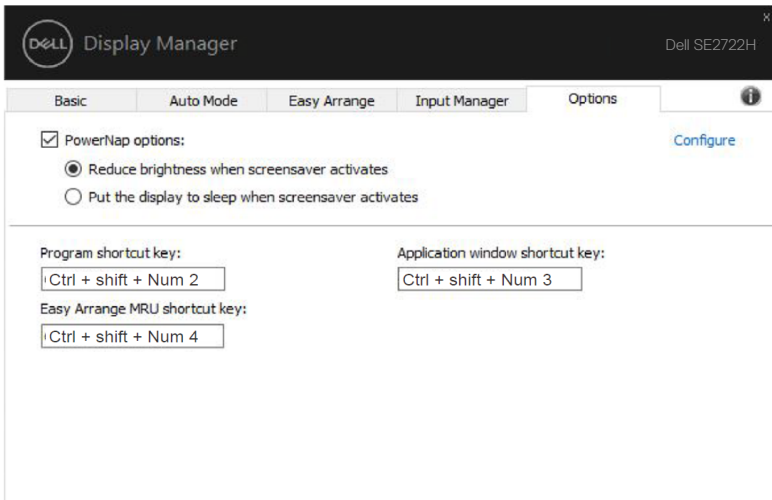 X
DELL Display Manager
Dell SE2722H
Basic Auto Mode Easy Arrange Input Manager Options
PowerNap options: Configure
Reduce brightness when screensaver activates
Put the display to sleep when screensaver activates
Program shortcut key: Application window shortcut key:
Ctrl + shift + Num 2 Ctrl + shift + Num 3
Easy Arrange MRU shortcut key:
Ctrl + shift + Num 4